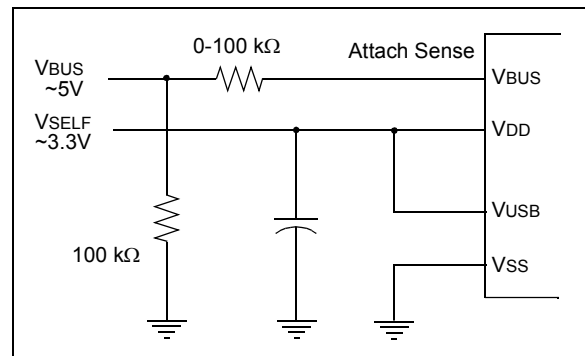 0-100 kΩ
Attach Sense
VBUS
~5V
VBUS
VSELF
~3.3V
VDD
100 kΩ
VUSB
VSS